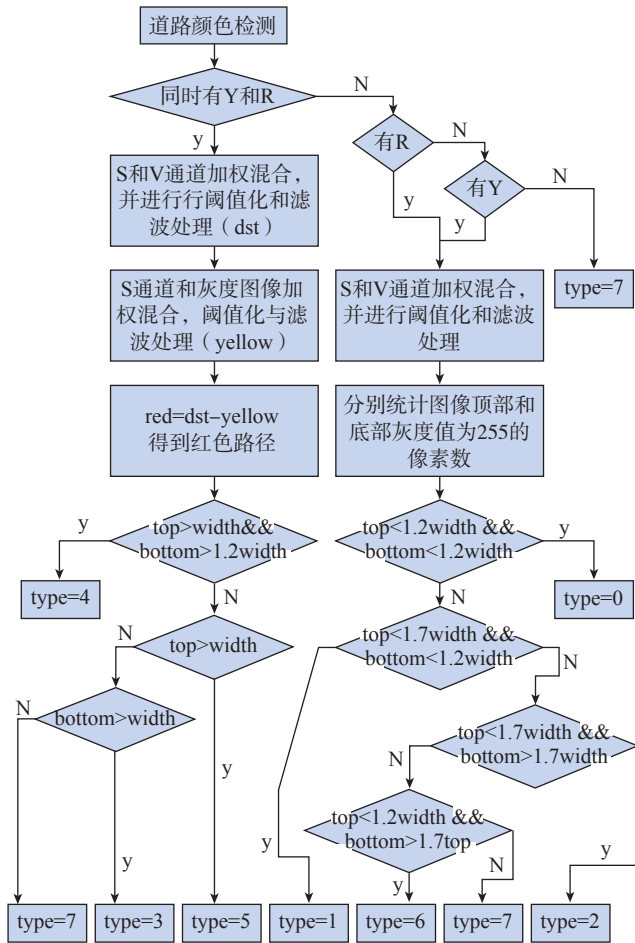 道路颜色检测
同时有Y和R
N
y
有R
N
有Y
N
y
y
type=7
S和V通道加权混合，
并进行行阈值化和滤
波处理（dst）
S通道和灰度图像加
权混合，阈值化与滤
波处理（yellow）
red=dst−yellow
得到红色路径
S和V通道加权混合，
并进行阈值化和滤波
处理
分别统计图像顶部和
底部灰度值为255的
像素数
top>width&&
bottom>1.2width
y
type=4
N
top>width
N
bottom>width
N
y
y
top<1.2width &&
bottom<1.2width
y
type=0
N
top<1.7width &&
bottom<1.2width
N
y
top<1.7width &&
bottom>1.7width
N
y
top<1.2width &&
bottom>1.7top
y
N
type=7
type=3
type=5
type=1
type=6
type=7
type=2